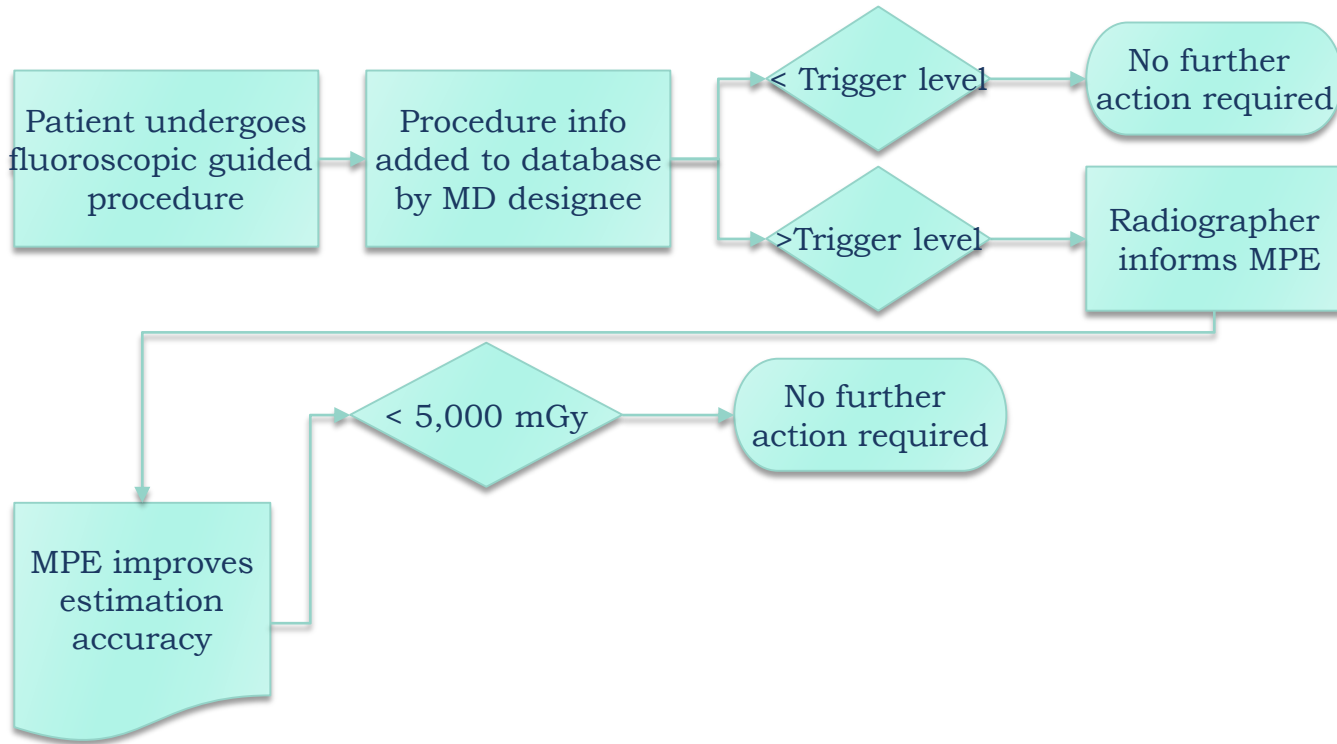 Patient undergoes
fluoroscopic guided
procedure
Procedure info
added to database
by MD designee
< Trigger level
No further
action required
>Trigger level
Radiographer
informs MPE
< 5,000 mGy
No further
action required
MPE improves
estimation
accuracy